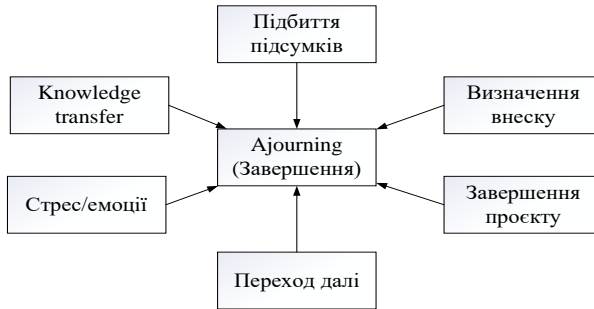 Підбиття
підсумків
Knowledge
transfer
Визначення
внеску
Ajourning
(Завершення)
Стрес/емоції
Завершення
проєкту
Переход далі